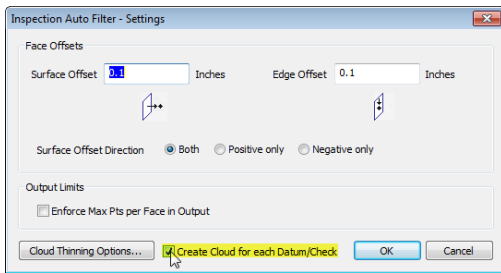 Inspection Auto Filter - Settings
Face Offsets
Surface Offset 0.1 Inches Edge Offset 0.1 Inches
Surface Offset Direction Both Positive only Negative only
Output Limits
Enforce Max Pts per Face in Output
Cloud Thinning Options... Create Cloud for each Datum/Check OK Cancel